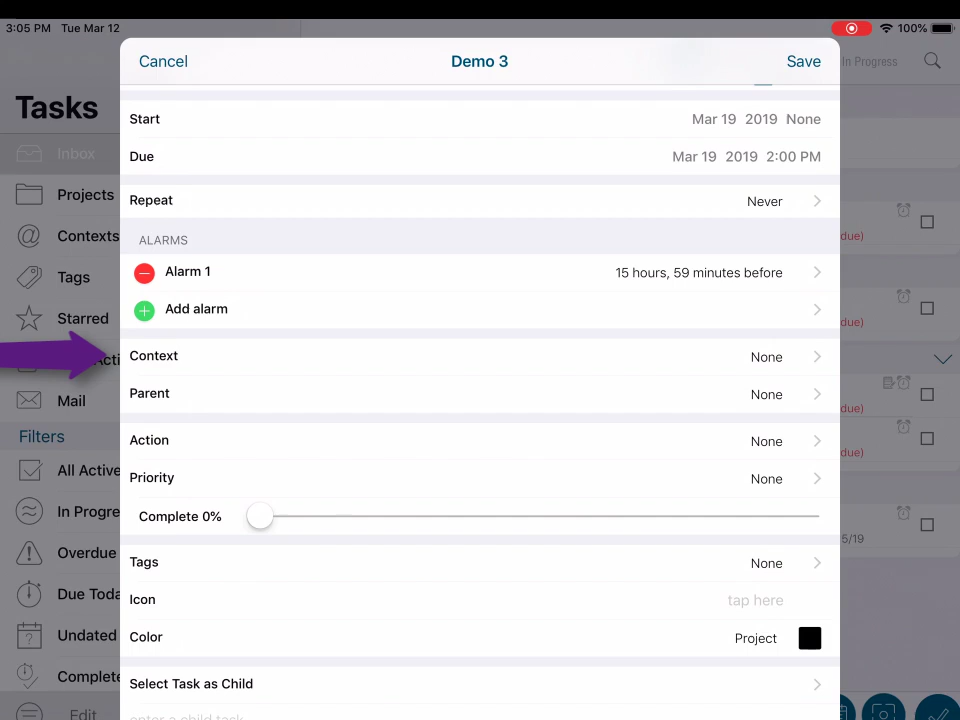 3:05 PM Tue Mar 12
100%
Cancel
Demo 3
Save
In Progress
Tasks
Start
Mar 19 2019 None
Due
Mar 19 2019 2:00 PM
Inbox
Projects
Contexts
Tags
Starred
Acti
Mail
Filters
All Active
In Progre
Overdue
Due Toda
Undated
Complete
Edit
Repeat
Never
ALARMS
Alarm 1
15 hours, 59 minutes before
Add alarm
Context
None
Parent
None
Action
None
Priority
None
Complete 0%
Tags
None
Icon
tap here
Color
Project
Select Task as Child
enter a child task
due)
due)
due)
due)
5/19